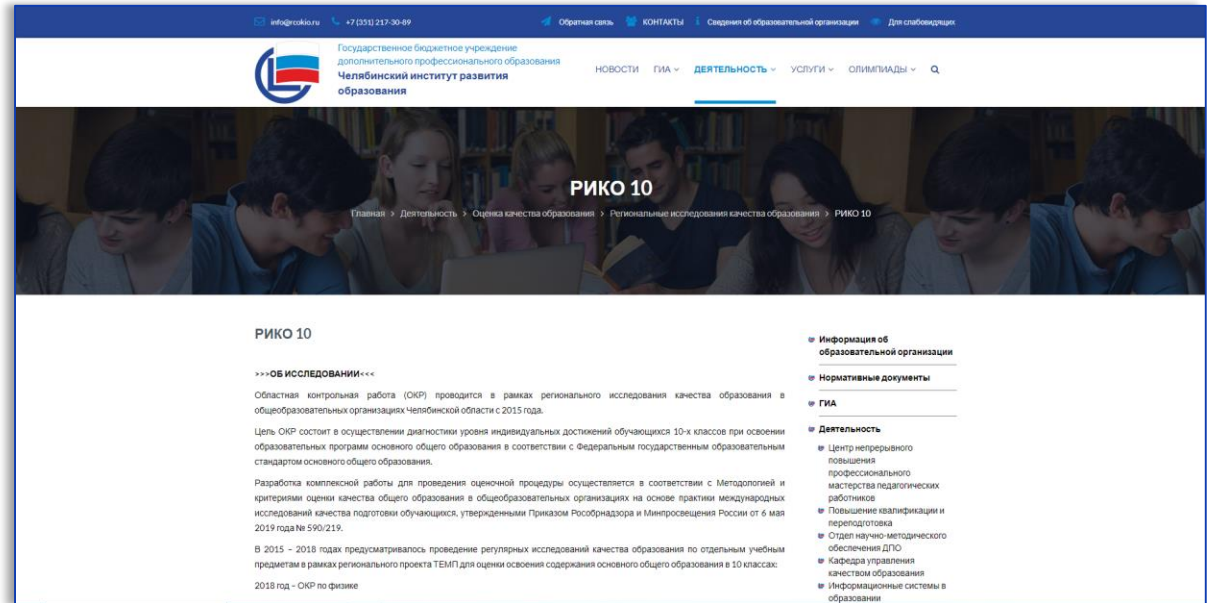 info@rcokio.ru +7 (351) 217-30-89 Обратная связь КОНТАКТЫ Сведения об образовательной организации Для слабовидящих
Государственное бюджетное учреждение
дополнительного профессионального образования
Челябинский институт развития
образования
НОВОСТИ ГИА ДЕЯТЕЛЬНОСТЬ УСЛУГИ ОЛИМПИАДЫ
РИКО 10
Главная > Деятельность > Оценка качества образования > Региональные исследования качества образования > РИКО 10
РИКО 10
>>>ОБ ИССЛЕДОВАНИИ<<<
Областная контрольная работа (ОКР) проводится в рамках регионального исследования качества образования в
общеобразовательных организациях Челябинской области с 2015 года.
Цель ОКР состоит в осуществлении диагностики уровня индивидуальных достижений обучающихся 10-х классов при освоении
образовательных программ основного общего образования в соответствии с Федеральным государственным образовательным
стандартом основного общего образования.
Разработка комплексной работы для проведения оценочной процедуры осуществляется в соответствии с Методологией и
критериями оценки качества общего образования в общеобразовательных организациях на основе практики международных
исследований качества подготовки обучающихся, утвержденными Приказом Рособрнадзора и Минпросвещения России от 6 мая
2019 года № 590/219.
В 2015 – 2018 годах предусматривалось проведение регулярных исследований качества образования по отдельным учебным
предметам в рамках регионального проекта ТЕМП для оценки освоения содержания основного общего образования в 10 классах:
2018 год – ОКР по физике
Информация об
образовательной организации
Нормативные документы
ГИА
Деятельность
Центр непрерывного
повышения
профессионального
мастерства педагогических
работников
Повышение квалификации и
переподготовка
Отдел научно-методического
обеспечения ДПО
Кафедра управления
качеством образования
Информационные системы в
образовании